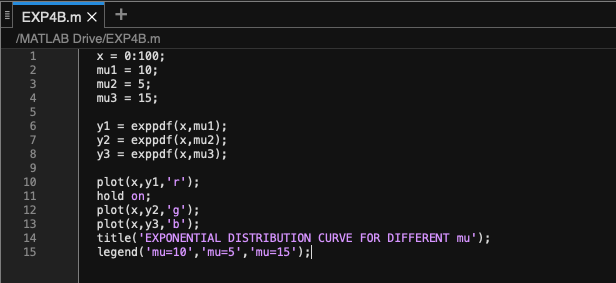 EXP4B.m × +
/MATLAB Drive/EXP4B.m
1 x = 0:100;
2 mu1 = 10;
3 mu2 = 5;
4 mu3 = 15;
5
6 y1 = exppdf(x,mu1);
7 y2 = exppdf(x,mu2);
8 y3 = exppdf(x,mu3);
9
10 plot(x,y1,'r');
11 hold on;
12 plot(x,y2,'g');
13 plot(x,y3,'b');
14 title('EXPONENTIAL DISTRIBUTION CURVE FOR DIFFERENT mu');
15 legend('mu=10','mu=5','mu=15');